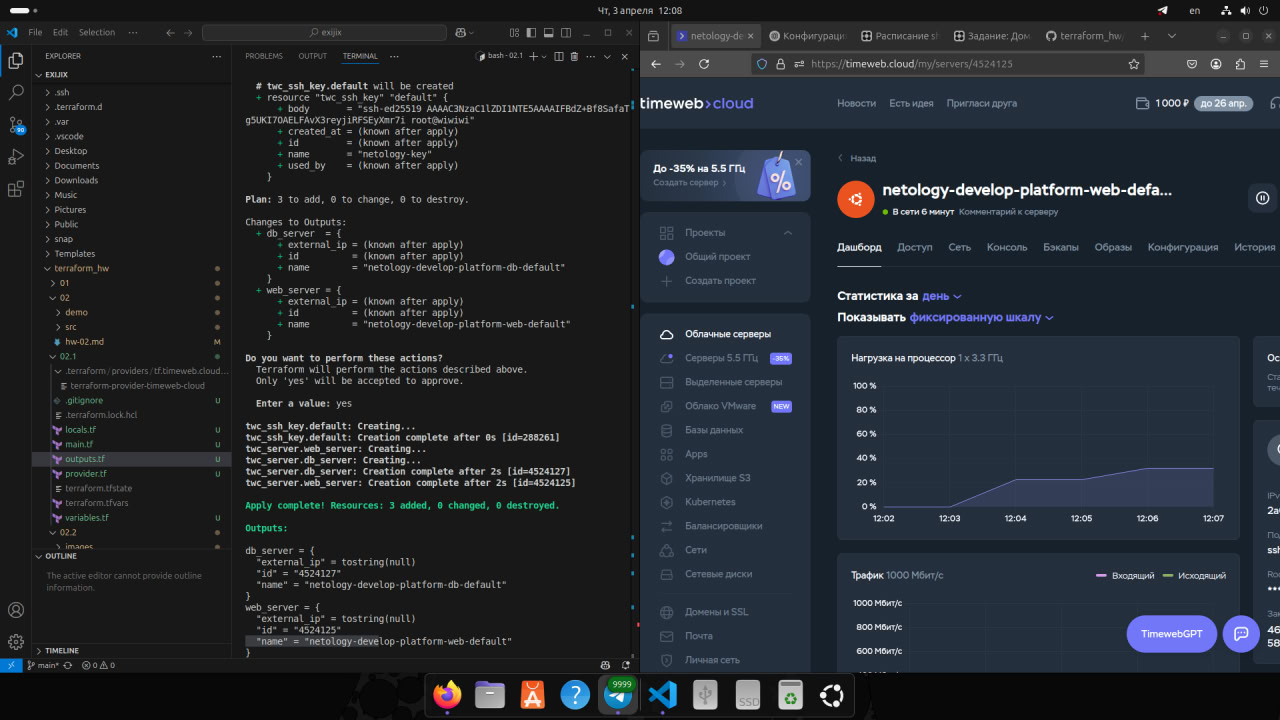 Чт, 3 апреля 12:08
en
File Edit Selection ···
exijix
EXPLORER ···
EXIJIX
.ssh
.terraform.d
.var
.vscode
Desktop
Documents
Downloads
Music
Pictures
Public
snap
Templates
terraform_hw
01
02
demo
src
hw-02.md M
02.1
.terraform/providers/tf.timeweb.cloud...
terraform-provider-timeweb-cloud
.gitignore U
.terraform.lock.hcl
locals.tf U
main.tf U
outputs.tf U
provider.tf U
terraform.tfstate
terraform.tfvars
variables.tf U
02.2
images
OUTLINE
The active editor cannot provide outline
information.
TIMELINE
main* 0 0
90
PROBLEMS OUTPUT TERMINAL ···
bash - 02.1
# twc_ssh_key.default will be created
+ resource "twc_ssh_key" "default" {
+ body = "ssh-ed25519 AAAAC3NzaC1lZDI1NTE5AAAAIFBdZ+Bf8SafaT
g5UKI7OAELFAvX3reyjiRFSEyXmr7i root@wiwiwi"
+ created_at = (known after apply)
+ id = (known after apply)
+ name = "netology-key"
+ used_by = (known after apply)
}
Plan: 3 to add, 0 to change, 0 to destroy.
Changes to Outputs:
+ db_server = {
+ external_ip = (known after apply)
+ id = (known after apply)
+ name = "netology-develop-platform-db-default"
}
+ web_server = {
+ external_ip = (known after apply)
+ id = (known after apply)
+ name = "netology-develop-platform-web-default"
}
Do you want to perform these actions?
Terraform will perform the actions described above.
Only 'yes' will be accepted to approve.
Enter a value: yes
twc_ssh_key.default: Creating...
twc_ssh_key.default: Creation complete after 0s [id=288261]
twc_server.web_server: Creating...
twc_server.db_server: Creating...
twc_server.db_server: Creation complete after 2s [id=4524127]
twc_server.web_server: Creation complete after 2s [id=4524125]
Apply complete! Resources: 3 added, 0 changed, 0 destroyed.
Outputs:
db_server = {
"external_ip" = tostring(null)
"id" = "4524127"
"name" = "netology-develop-platform-db-default"
}
web_server = {
"external_ip" = tostring(null)
"id" = "4524125"
"name" = "netology-develop-platform-web-default"
}
netology-de Конфигураци Расписание sh Задание: Дом terraform_hw/
https://timeweb.cloud/my/servers/4524125
timeweb>cloud
Новости Есть идея Пригласи друга
1 000 ₽ до 26 апр.
До -35% на 5.5 ГГц
Создать сервер
Проекты
Общий проект
Создать проект
Облачные серверы
Серверы 5.5 ГГц -35%
Выделенные серверы
Облако VMware NEW
Базы данных
Apps
Хранилище S3
Kubernetes
Балансировщики
Сети
Сетевые диски
Домены и SSL
Почта
Личная сеть
Назад
netology-develop-platform-web-defa...
В сети 6 минут Комментарий к серверу
Дашборд Доступ Сеть Консоль Бэкапы Образы Конфигурация История
Статистика за день
Показывать фиксированную шкалу
Нагрузка на процессор 1 x 3.3 ГГц
100 %
80 %
60 %
40 %
20 %
0 %
12:02 12:03 12:04 12:05 12:06 12:07
Трафик 1000 Мбит/с
Входящий Исходящий
1000 Мбит/с
800 Мбит/с
600 Мбит/с
TimewebGPT
9999
SSD